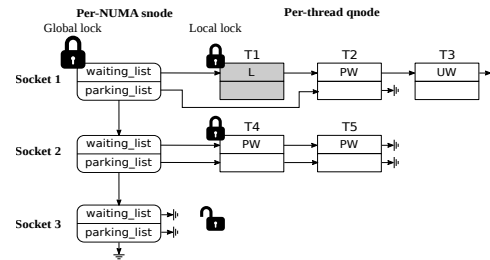 Per-NUMA snode
Per-thread qnode
Global lock
Local lock
T1
T2
T3
Socket 1
waiting_list
L
PW
UW
parking_list
T4
T5
Socket 2
waiting_list
PW
PW
parking_list
Socket 3
waiting_list
parking_list